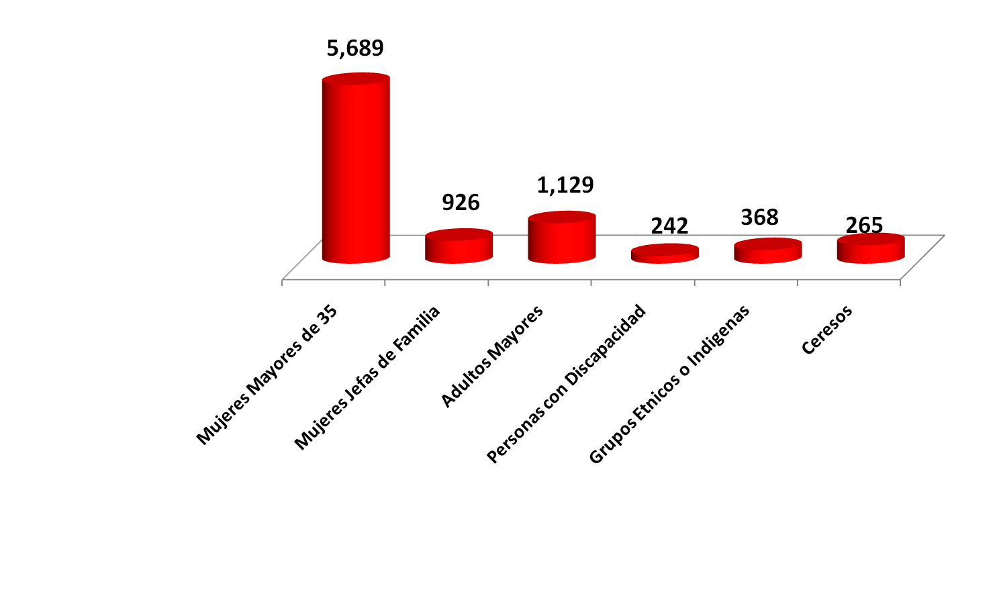 5,689
926
1,129
242
368
265
Mujeres Mayores de 35
Mujeres Jefas de Familia
Adultos Mayores
Personas con Discapacidad
Grupos Etnicos o Indigenas
Ceresos